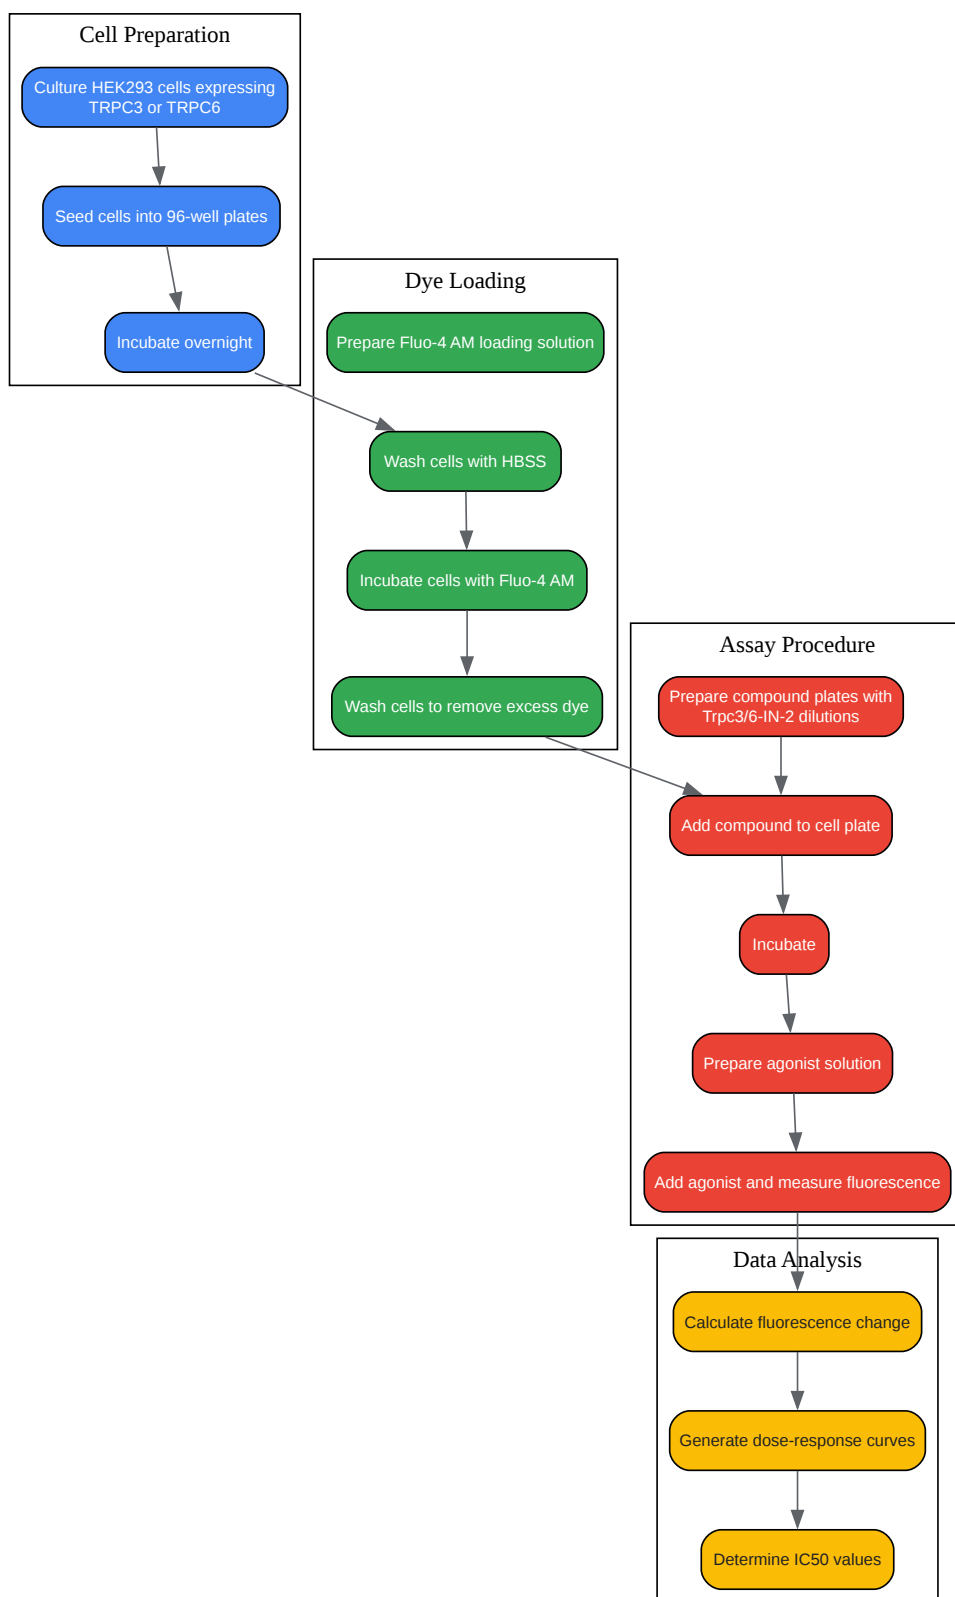 Cell Preparation
Culture HEK293 cells expressing
TRPC3 or TRPC6
Seed cells into 96-well plates
Incubate overnight
Dye Loading
Prepare Fluo-4 AM loading solution
Wash cells with HBSS
Incubate cells with Fluo-4 AM
Wash cells to remove excess dye
Assay Procedure
Prepare compound plates with
Trpc3/6-IN-2 dilutions
Add compound to cell plate
Incubate
Prepare agonist solution
Add agonist and measure fluorescence
Data Analysis
Calculate fluorescence change
Generate dose-response curves
Determine IC50 values